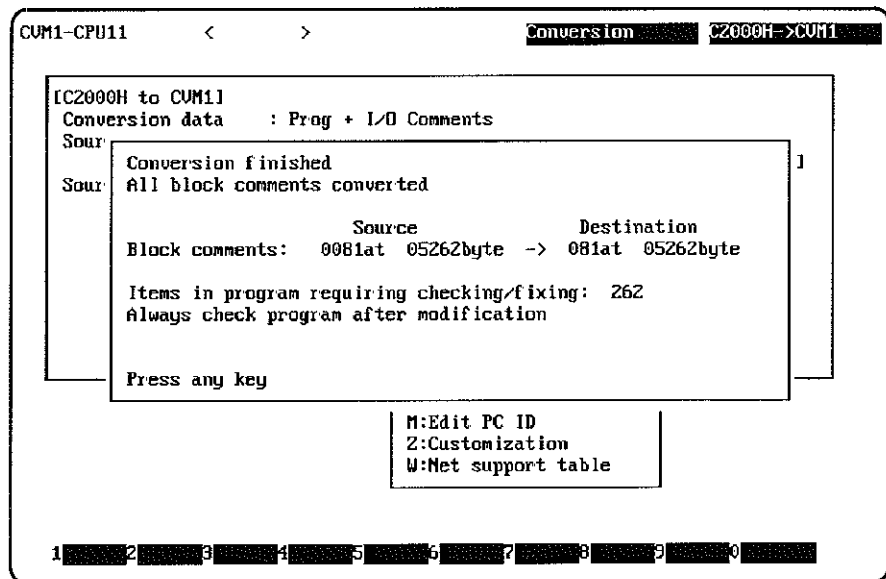 CVM1-CPU11 < > Conversion C2000H->CVM1
[C2000H to CVM1]
Conversion data : Prog + I/O Comments
Sour
]
Sour
Conversion finished
All block comments converted
Source Destination
Block comments: 0081at 05262byte -> 081at 05262byte
Items in program requiring checking/fixing: 262
Always check program after modification
Press any key
M:Edit PC ID
Z:Customization
W:Net support table
1 2 3 4 5 6 7 8 9 0